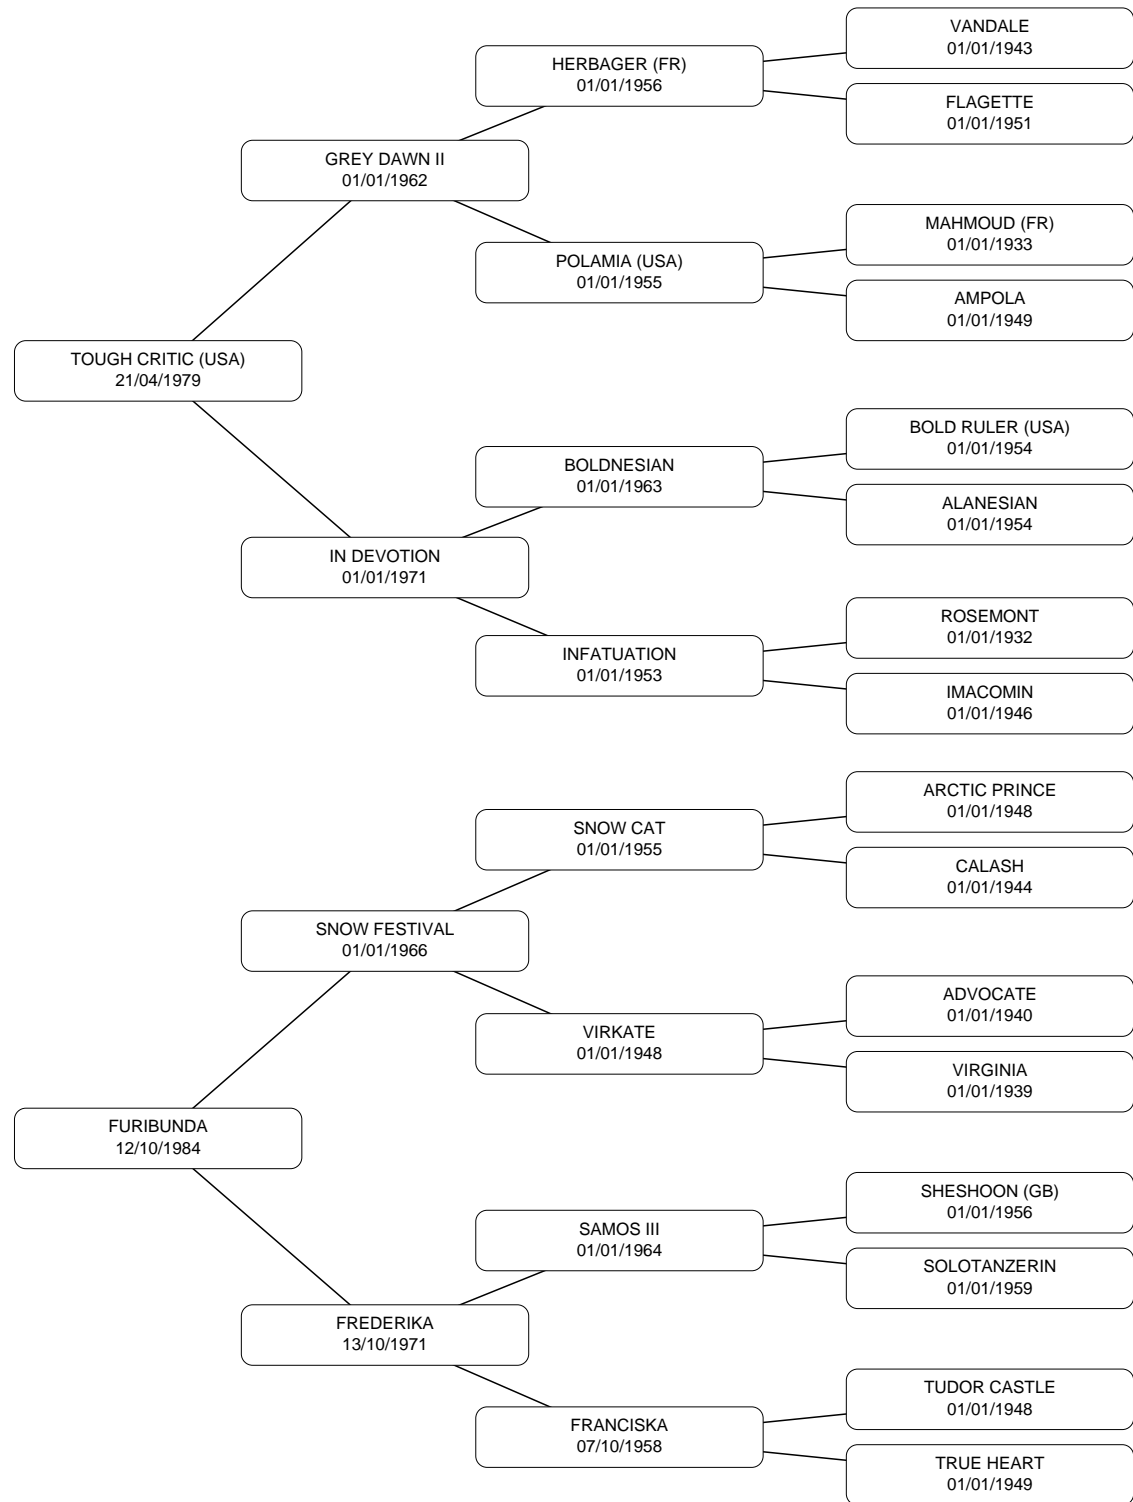 VANDALE
01/01/1943
HERBAGER (FR)
01/01/1956
FLAGETTE
01/01/1951
GREY DAWN II
01/01/1962
MAHMOUD (FR)
01/01/1933
POLAMIA (USA)
01/01/1955
AMPOLA
01/01/1949
TOUGH CRITIC (USA)
21/04/1979
BOLD RULER (USA)
01/01/1954
BOLDNESIAN
01/01/1963
ALANESIAN
01/01/1954
IN DEVOTION
01/01/1971
ROSEMONT
01/01/1932
INFATUATION
01/01/1953
IMACOMIN
01/01/1946
ARCTIC PRINCE
01/01/1948
SNOW CAT
01/01/1955
CALASH
01/01/1944
SNOW FESTIVAL
01/01/1966
ADVOCATE
01/01/1940
VIRKATE
01/01/1948
VIRGINIA
01/01/1939
FURIBUNDA
12/10/1984
SHESHOON (GB)
01/01/1956
SAMOS III
01/01/1964
SOLOTANZERIN
01/01/1959
FREDERIKA
13/10/1971
TUDOR CASTLE
01/01/1948
FRANCISKA
07/10/1958
TRUE HEART
01/01/1949